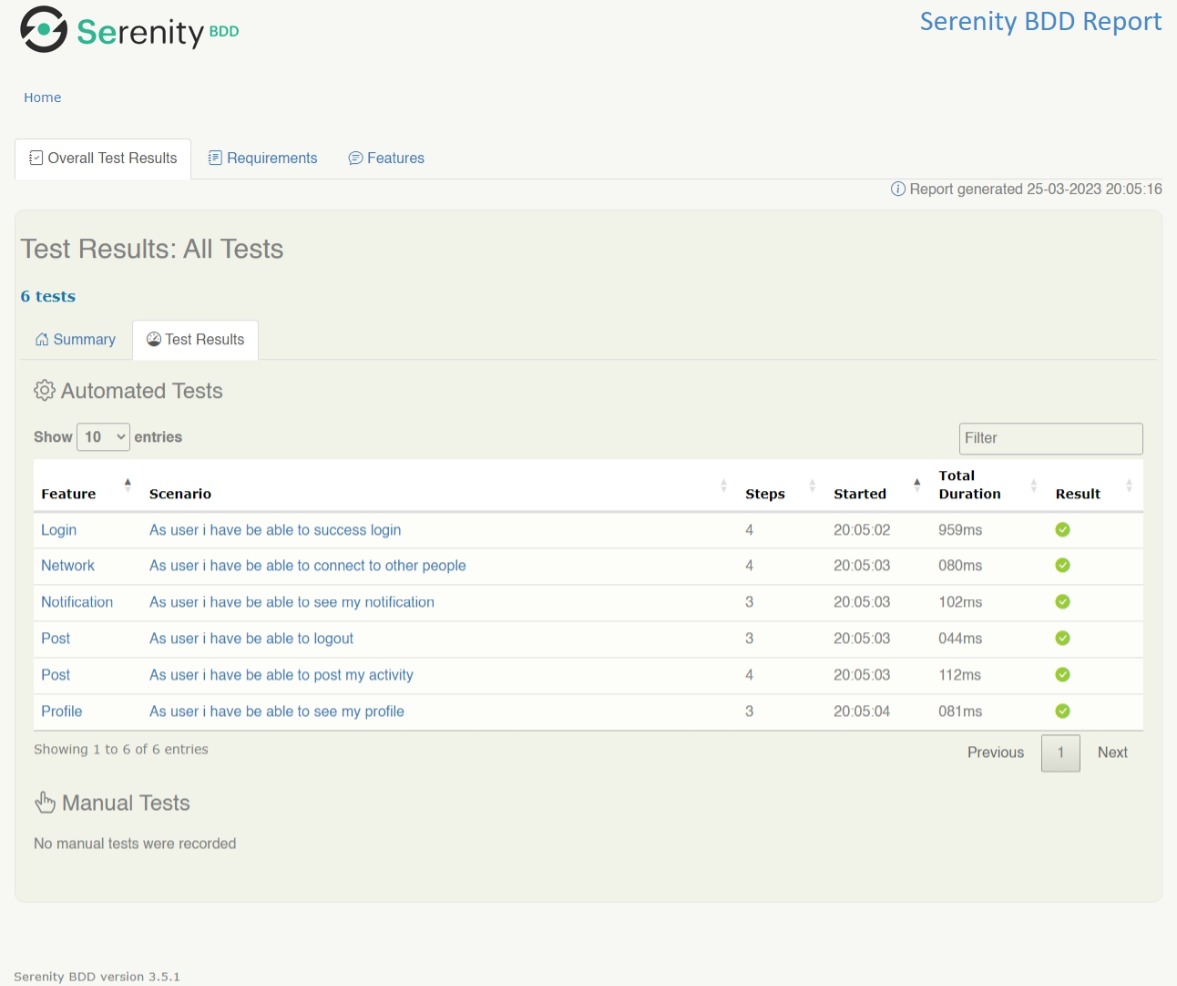 Serenity BDD
Serenity BDD Report
Home
Overall Test Results Requirements Features
Report generated 25-03-2023 20:05:16
Test Results: All Tests
6 tests
Summary Test Results
Automated Tests
Show 10 entries
Filter
Feature Scenario Steps Started Total Duration Result
Login As user i have be able to success login 4 20:05:02 959ms
Network As user i have be able to connect to other people 4 20:05:03 080ms
Notification As user i have be able to see my notification 3 20:05:03 102ms
Post As user i have be able to logout 3 20:05:03 044ms
Post As user i have be able to post my activity 4 20:05:03 112ms
Profile As user i have be able to see my profile 3 20:05:04 081ms
Showing 1 to 6 of 6 entries
Previous 1 Next
Manual Tests
No manual tests were recorded
Serenity BDD version 3.5.1